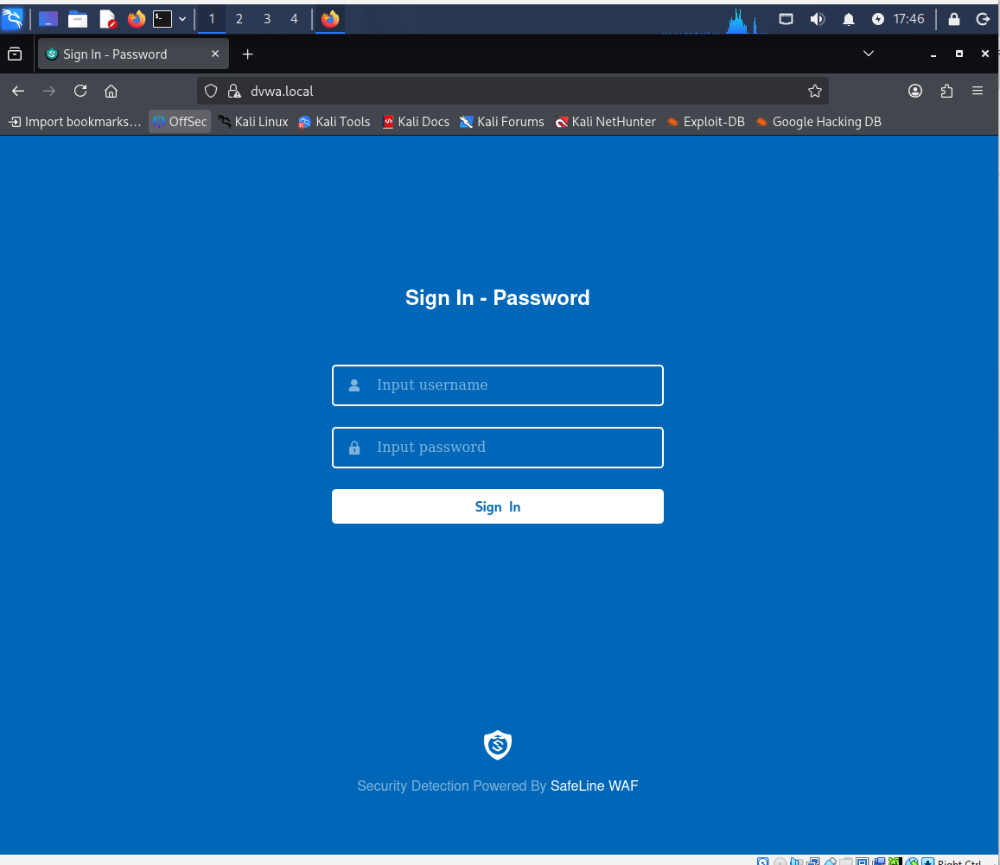 1 2 3 4 17:46
Sign In - Password
dvwa.local
Import bookmarks… OffSec Kali Linux Kali Tools Kali Docs Kali Forums Kali NetHunter Exploit-DB Google Hacking DB
Sign In - Password
Input username
Input password
Sign In
Security Detection Powered By SafeLine WAF
Right Ctrl